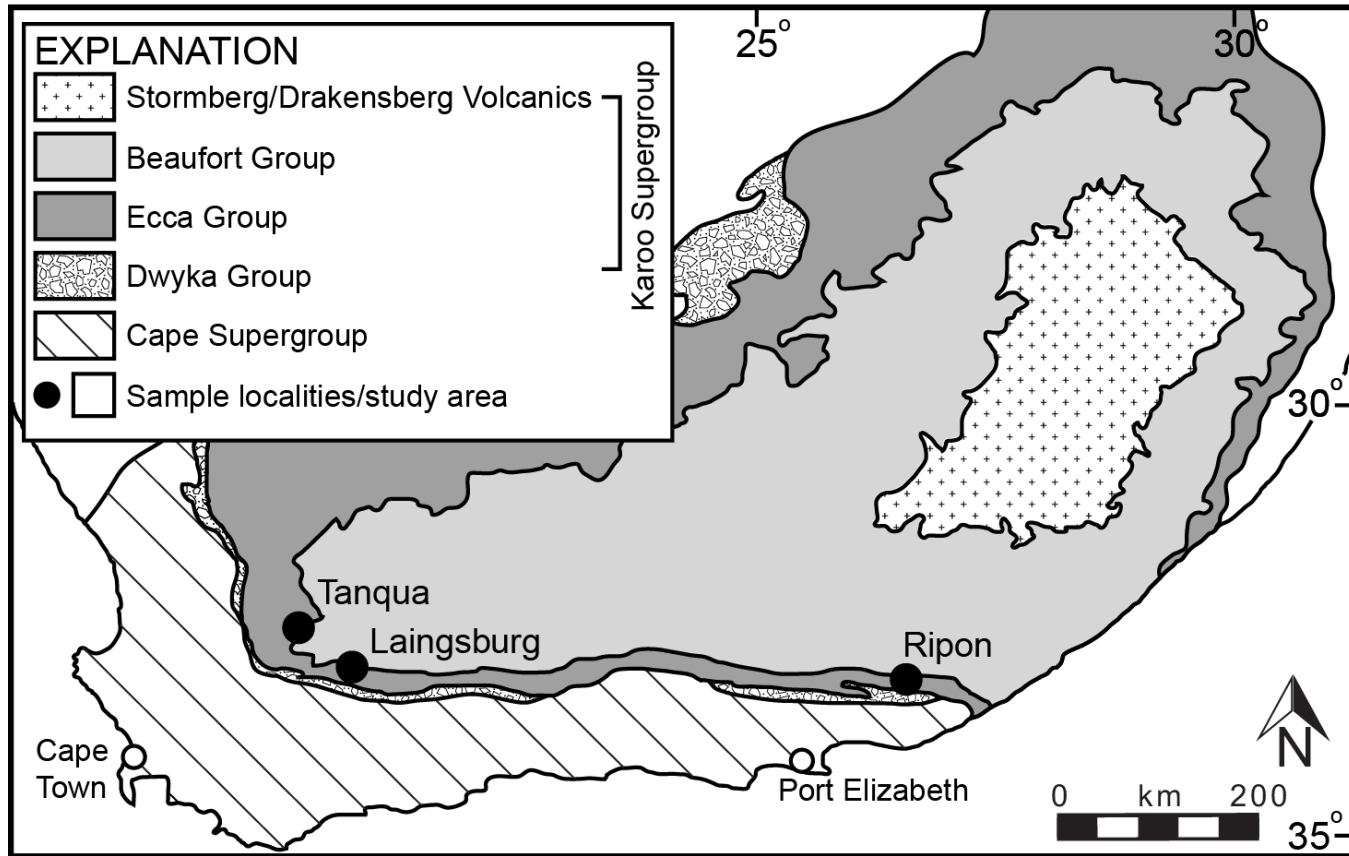 EXPLANATION
Stormberg/Drakensberg Volcanics
Beaufort Group
Ecca Group
Dwyka Group
Cape Supergroup
Sample localities/study area
Karoo Supergroup
25°
30°
30°
Tanqua
Laingsburg
Ripon
Cape
Town
Port Elizabeth
N
0 km 200
35°